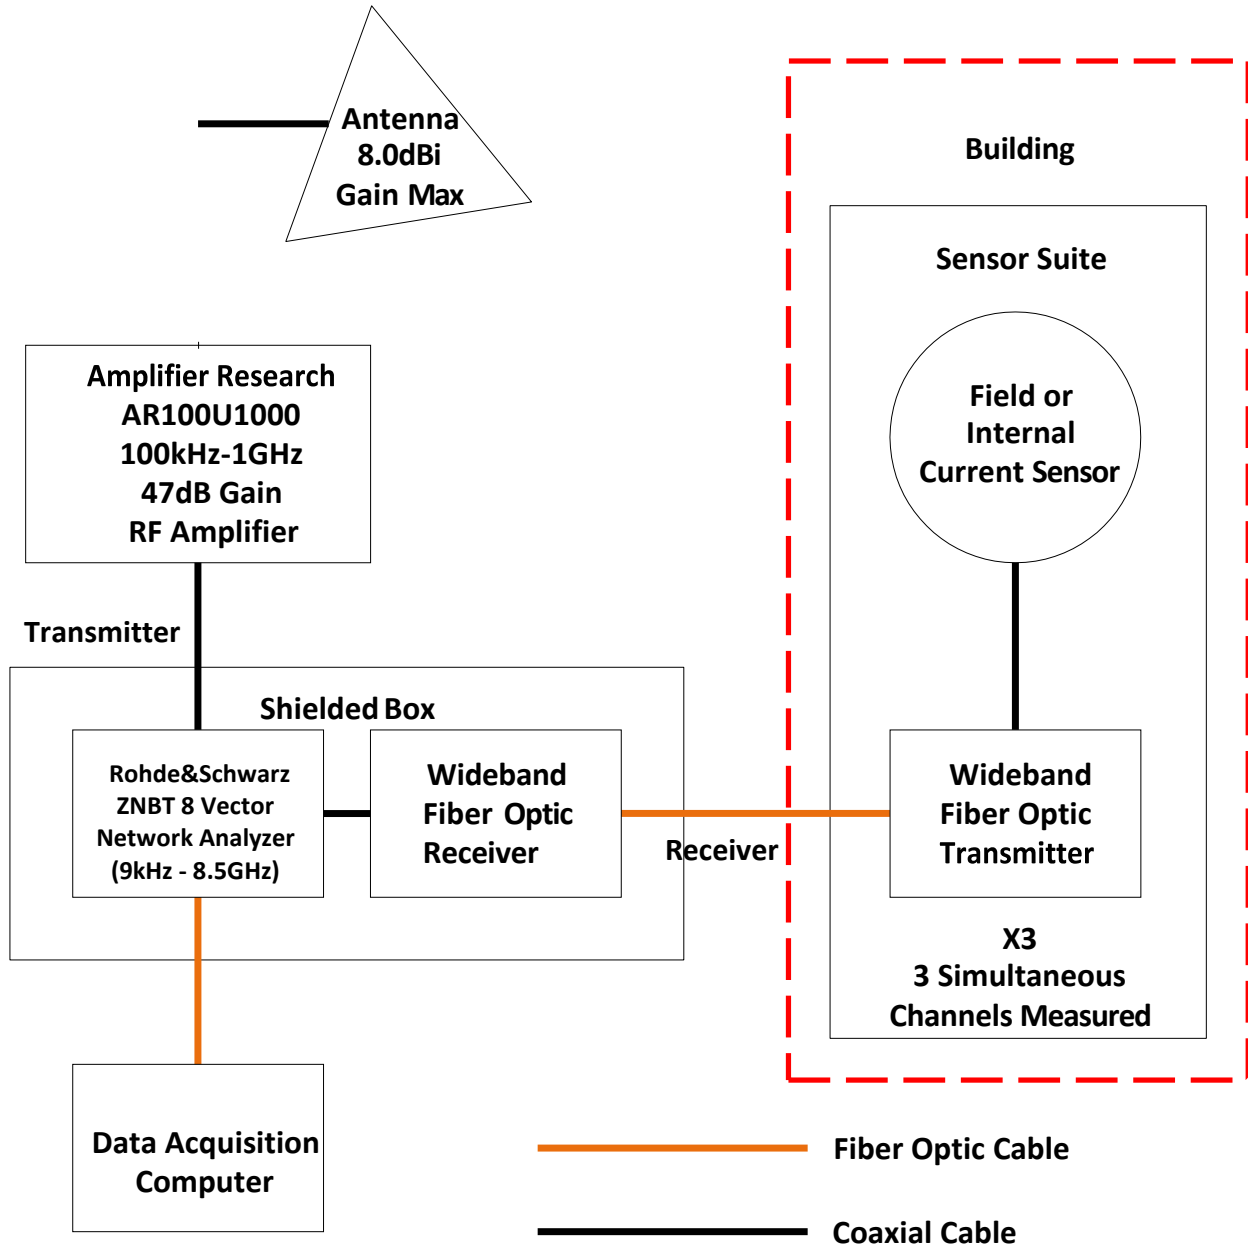 Antenna
8.0dBi
Gain Max
Building
Sensor Suite
Field or
Internal
Current Sensor
Amplifier Research
AR100U1000
100kHz-1GHz
47dB Gain
RF Amplifier
Transmitter
Shielded Box
Rohde&Schwarz
ZNBT 8 Vector
Network Analyzer
(9kHz - 8.5GHz)
Wideband
Fiber Optic
Receiver
Receiver
Wideband
Fiber Optic
Transmitter
X3
3 Simultaneous
Channels Measured
Data Acquisition
Computer
Fiber Optic Cable
Coaxial Cable